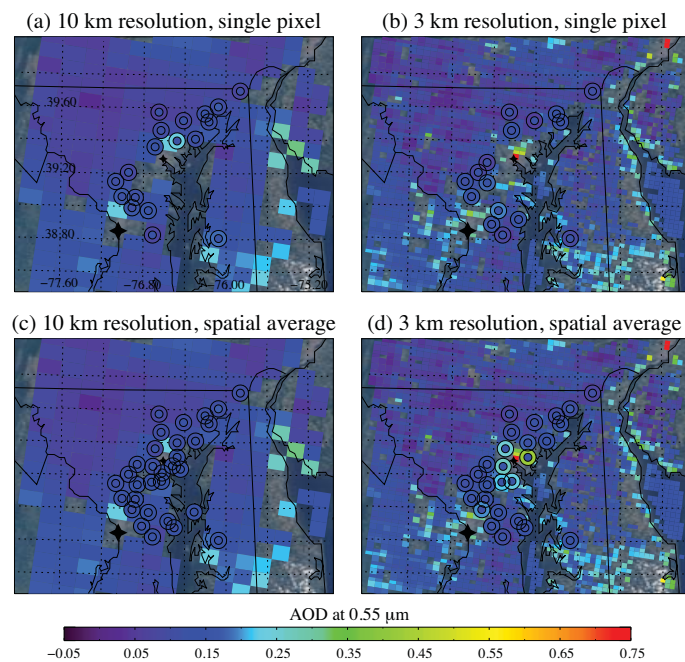 (a) 10 km resolution, single pixel
(b) 3 km resolution, single pixel
39.60
39.20
38.80
−77.60
−76.80
−76.00
−75.20
(c) 10 km resolution, spatial average
(d) 3 km resolution, spatial average
AOD at 0.55 µm
−0.05 0.05 0.15 0.25 0.35 0.45 0.55 0.65 0.75